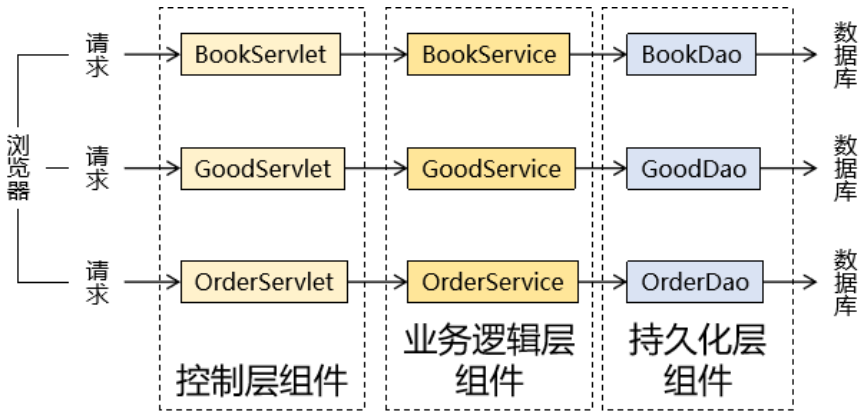 浏览器
请求
BookServlet
BookService
BookDao
数据库
请求
GoodServlet
GoodService
GoodDao
数据库
请求
OrderServlet
OrderService
OrderDao
数据库
控制层组件
业务逻辑层
组件
持久化层
组件